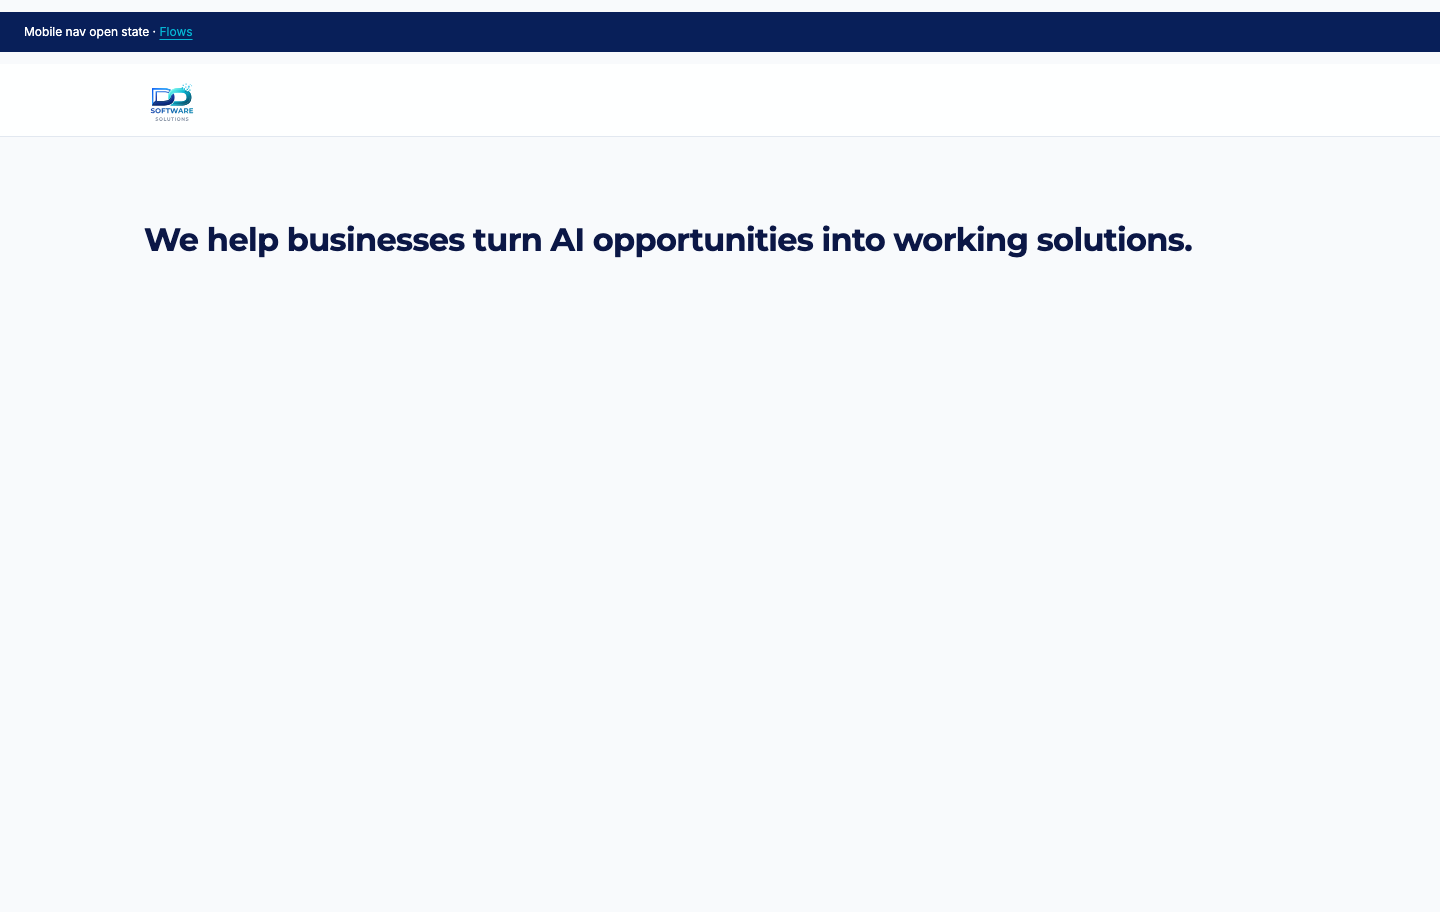 Mobile nav open state · Flows
DO
SOFTWARE
SOLUTIONS
We help businesses turn AI opportunities into working solutions.